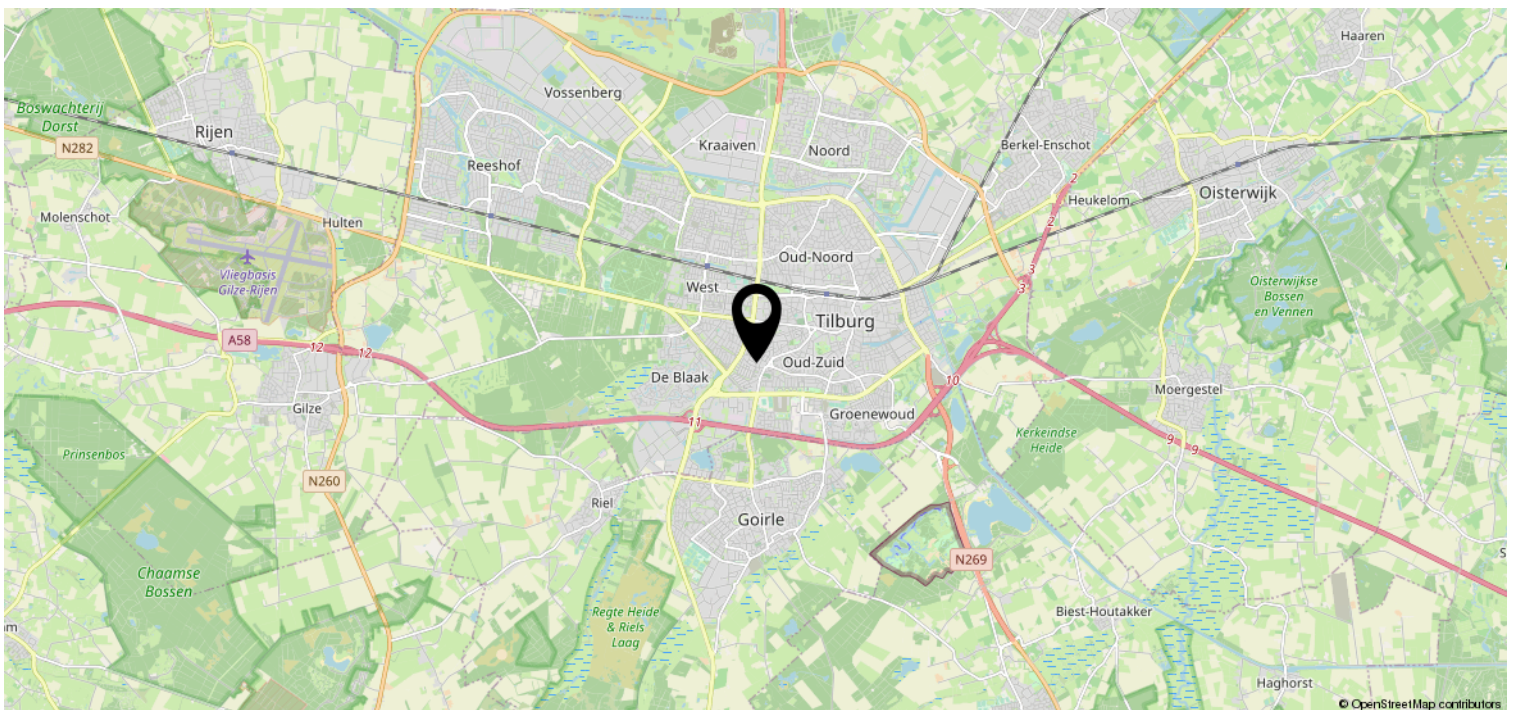 Haaren
Vossenberg
Boswachterij
Dorst
Rijen
N282
Kraaiven
Noord
Berkel-Enschot
Reeshof
2
Oisterwijk
Heukelom
2
Molenschot
Hulten
Oud-Noord
Vliegbasis
Gilze-Rijen
3
3
Oisterwijkse
Bossen
en Vennen
West
Tilburg
A58
12
12
Oud-Zuid
De Blaak
10
Moergestel
Gilze
Groenewoud
11
Kerkeindse
Heide
9
9
Prinsenbos
N260
Riel
Goirle
N269
Chaamse
Bossen
Regte Heide
& Riels
Laag
Biest-Houtakker
Haghorst
© OpenStreetMap contributors